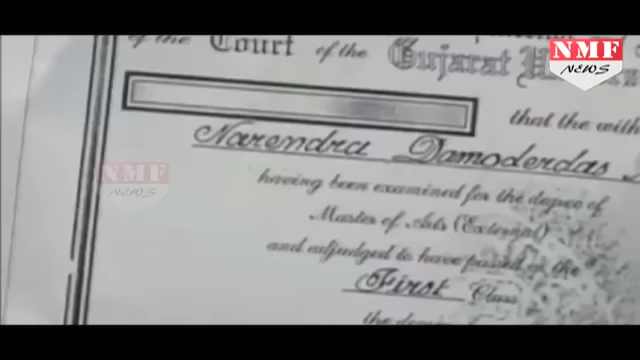 of the Court of the Gujarat
NMF
NEWS
that the
Narendra Damoderdas
having been examined for the degree of
Master of Arts (External)
and adjudged to have passed in the
First Class
NMF
NEWS